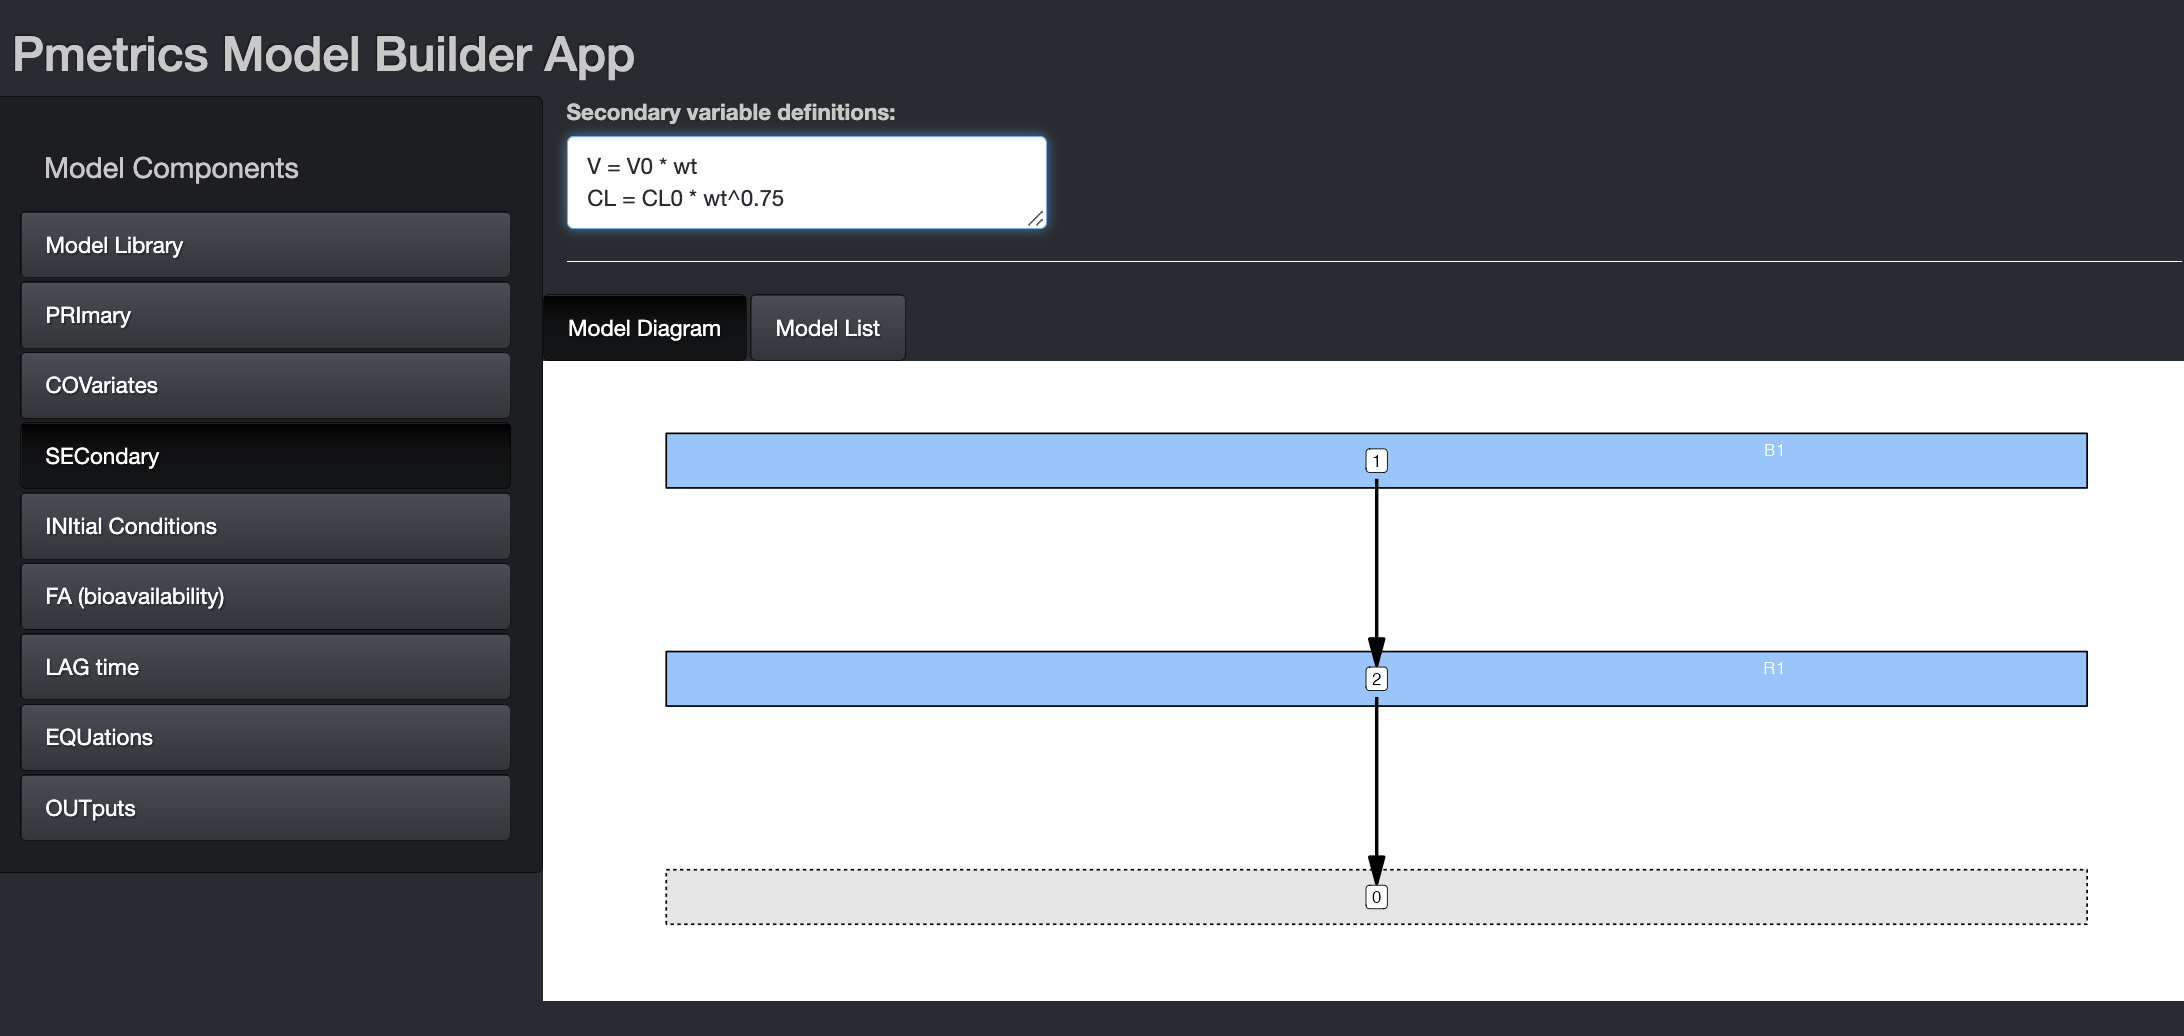 Pmetrics Model Builder App
Model Components
Model Library
PRImary
COVariates
SECondary
INItial Conditions
FA (bioavailability)
LAG time
EQUations
OUTputs
Secondary variable definitions:
V = V0 * wt
CL = CL0 * wt^0.75
Model Diagram
Model List
1
B1
2
R1
0